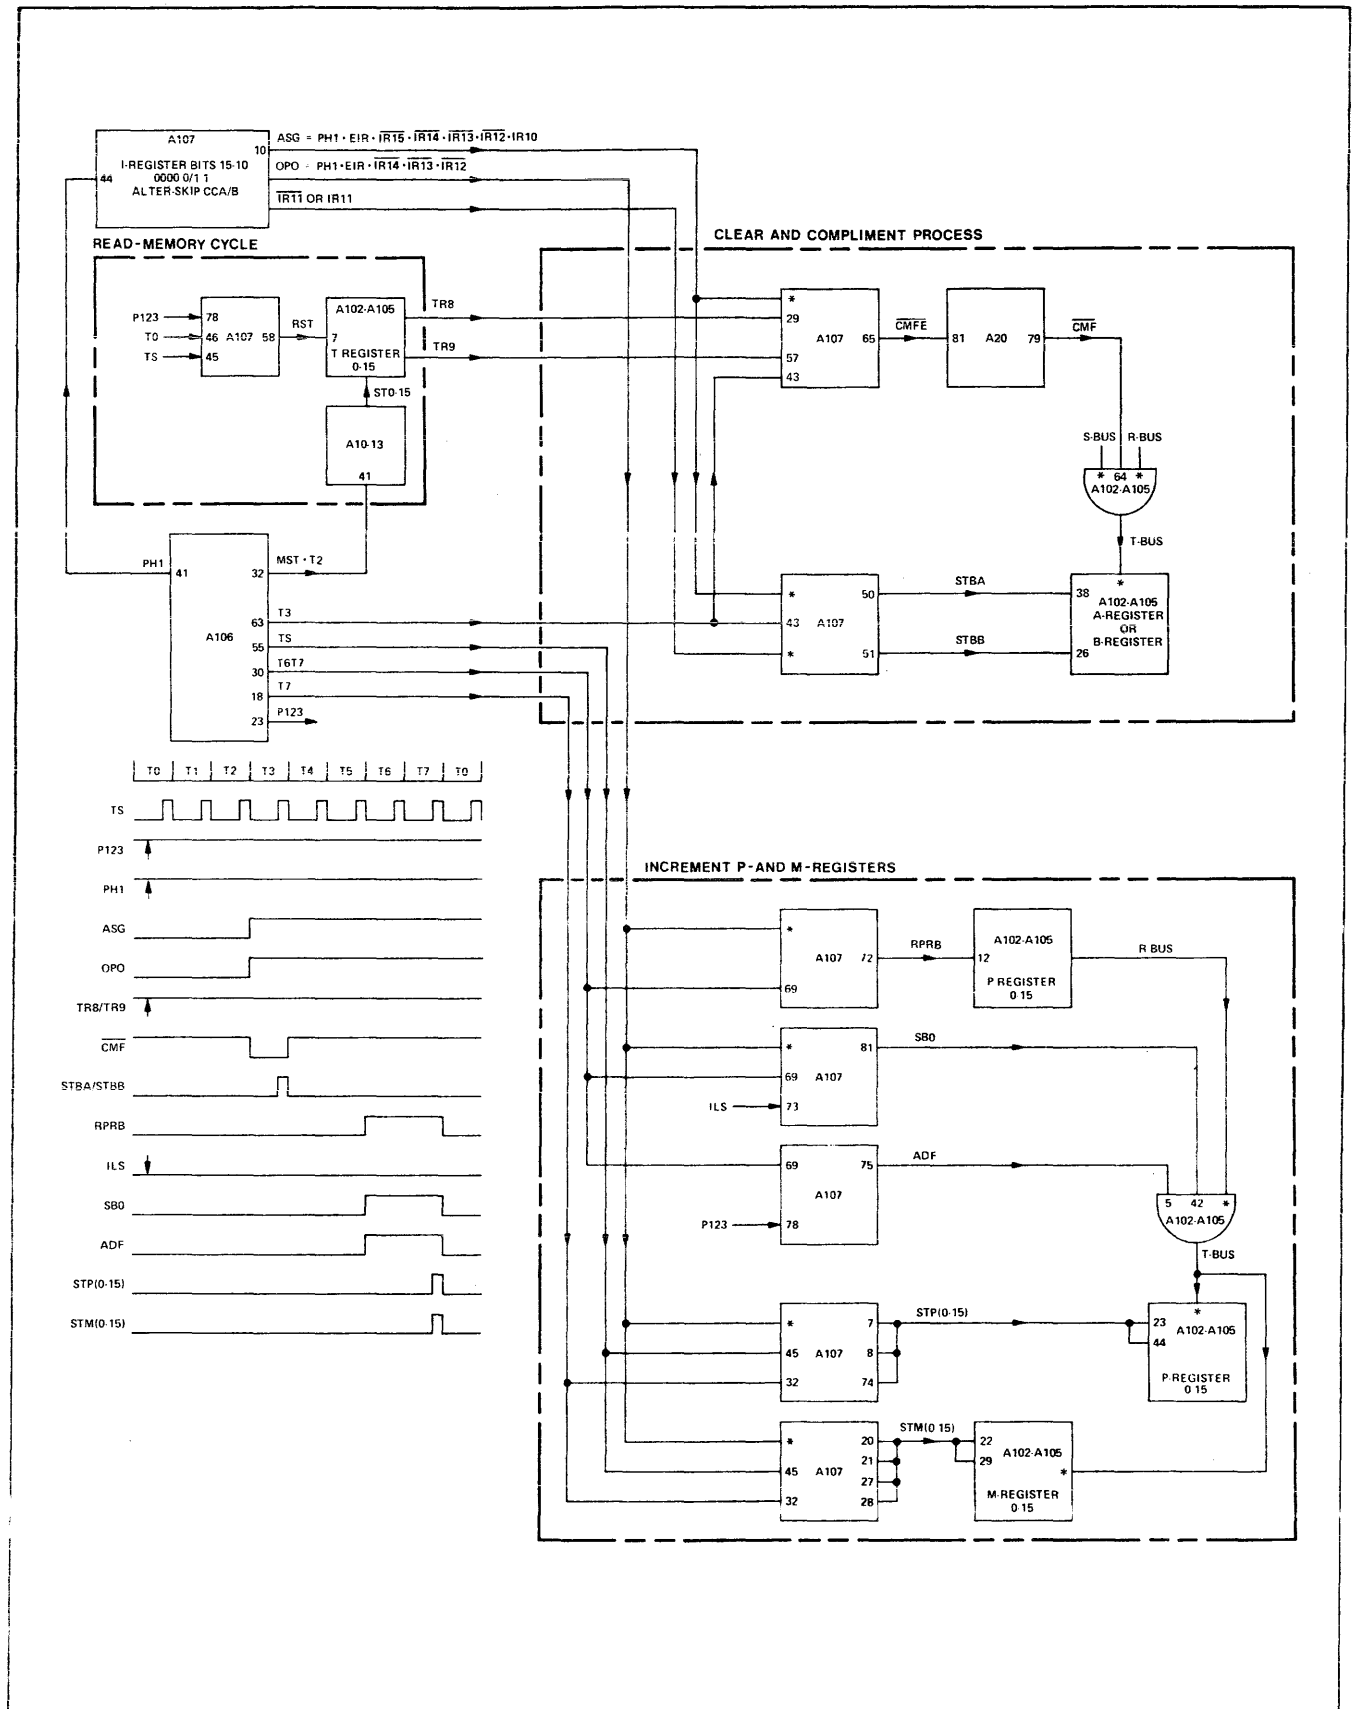 A107
10
I-REGISTER BITS 15-10
0000 0/1 1
ALTER-SKIP CCA/B
44
ASG = PH1 · EIR · IR15 · IR14 · IR13 · IR12 · IR10
OPO = PH1 · EIR · IR14 · IR13 · IR12
IR11 OR IR11
READ-MEMORY CYCLE
P123
T0
TS
78
46 A107 58
45
RST
A102-A105
7
T REGISTER
0-15
TR8
TR9
ST0-15
A10-13
41
PH1
41
A106
32
63
55
30
18
23
MST · T2
T3
TS
T6T7
T7
P123
CLEAR AND COMPLIMENT PROCESS
*
29
57
43
A107
65
CMFE
81 A20 79
CMF
S-BUS R-BUS
* 64 *
A102-A105
T-BUS
*
43 A107
*
50
51
STBA
STBB
*
38
A102-A105
A-REGISTER
OR
B-REGISTER
26
T0 T1 T2 T3 T4 T5 T6 T7 T0
TS
P123
PH1
ASG
OPO
TR8/TR9
CMF
STBA/STBB
RPRB
ILS
SB0
ADF
STP(0-15)
STM(0-15)
INCREMENT P-AND M-REGISTERS
*
A107 72
69
RPRB
A102-A105
12
P REGISTER
0-15
R BUS
* 81
69 A107
ILS
73
SB0
69 75
A107
P123
78
ADF
5 42 *
A102-A105
T-BUS
* 7
45 A107 8
32 74
STP(0-15)
*
23
A102-A105
44
P-REGISTER
0 15
* 20
21
45 A107
27
32 28
STM(0 15)
22
A102-A105
29
*
M-REGISTER
0-15